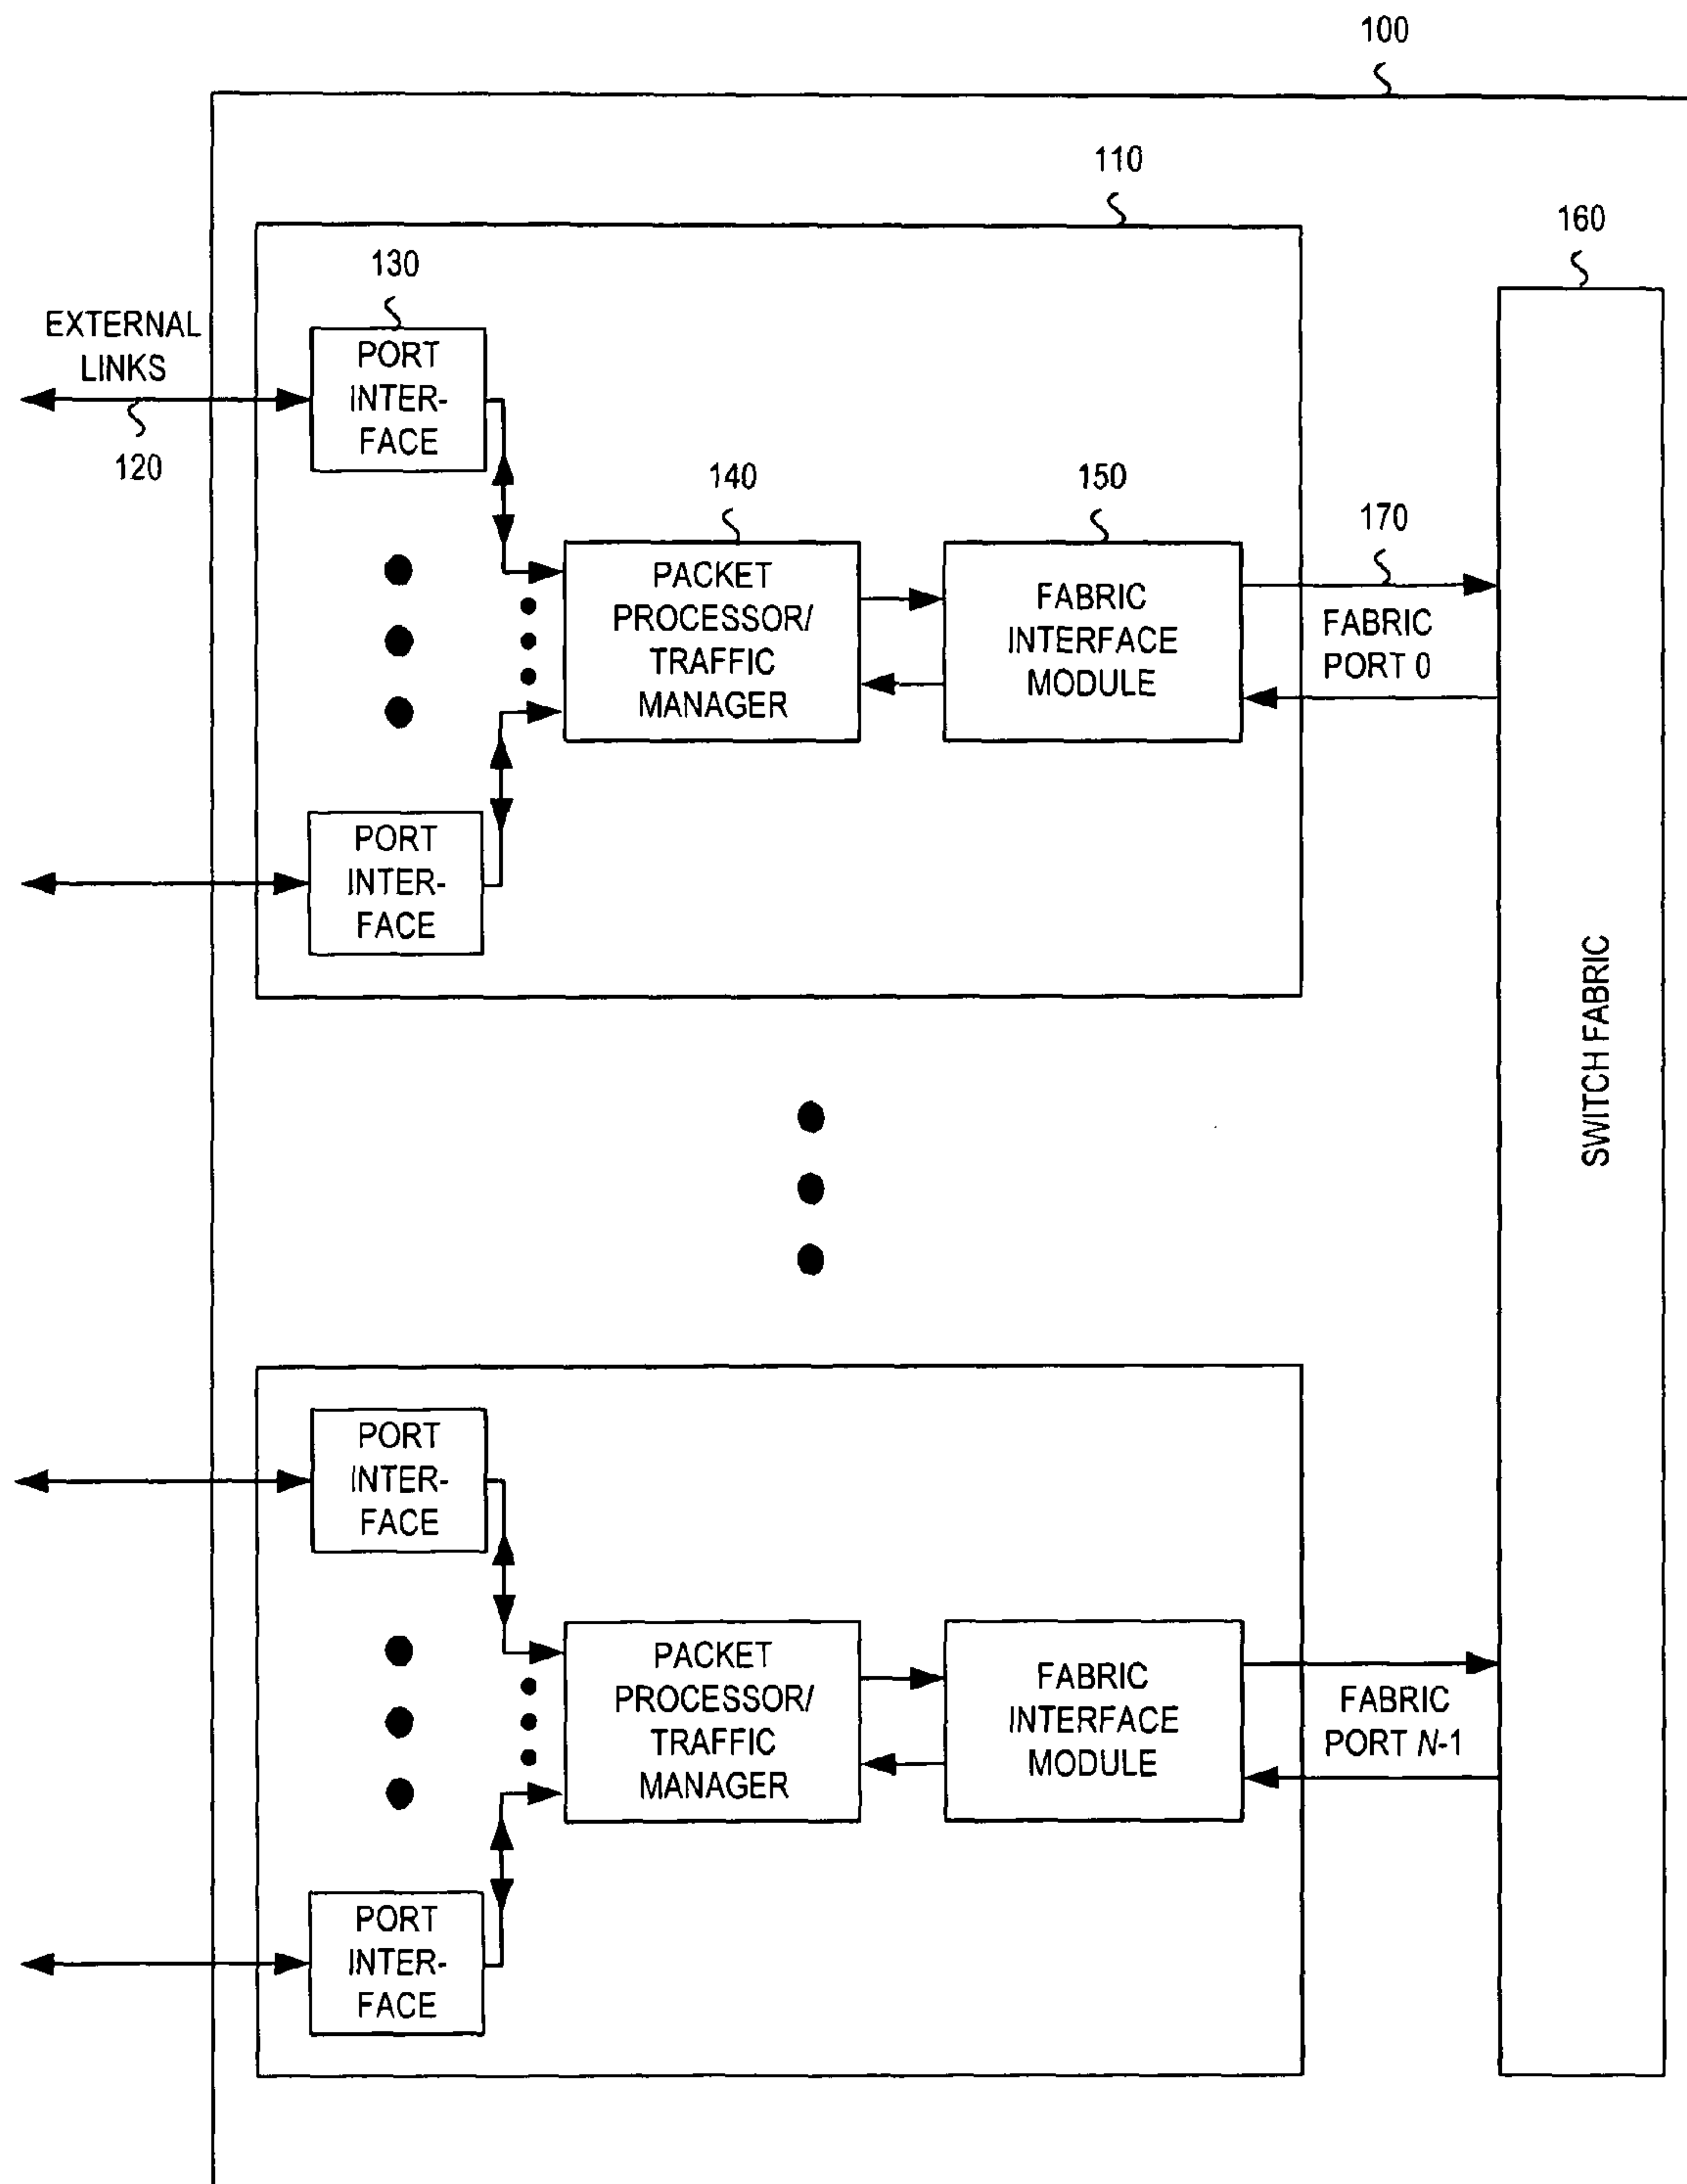 100
110
160
130
EXTERNAL
LINKS
120
PORT
INTER-
FACE
140
150
170
PACKET
PROCESSOR/
TRAFFIC
MANAGER
FABRIC
INTERFACE
MODULE
FABRIC
PORT 0
PORT
INTER-
FACE
SWITCH FABRIC
PORT
INTER-
FACE
PACKET
PROCESSOR/
TRAFFIC
MANAGER
FABRIC
INTERFACE
MODULE
FABRIC
PORT N-1
PORT
INTER-
FACE